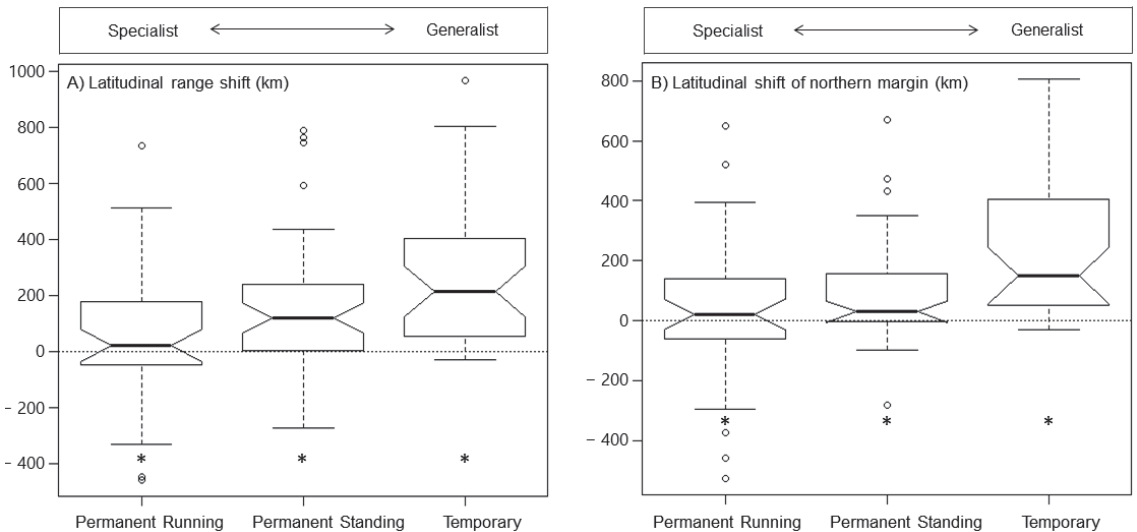 Specialist Generalist
A) Latitudinal range shift (km)
1000
800
600
400
200
0
– 200
– 400
* * *
Permanent Running Permanent Standing Temporary
Specialist Generalist
B) Latitudinal shift of northern margin (km)
800
600
400
200
0
– 200
– 400
* * *
Permanent Running Permanent Standing Temporary